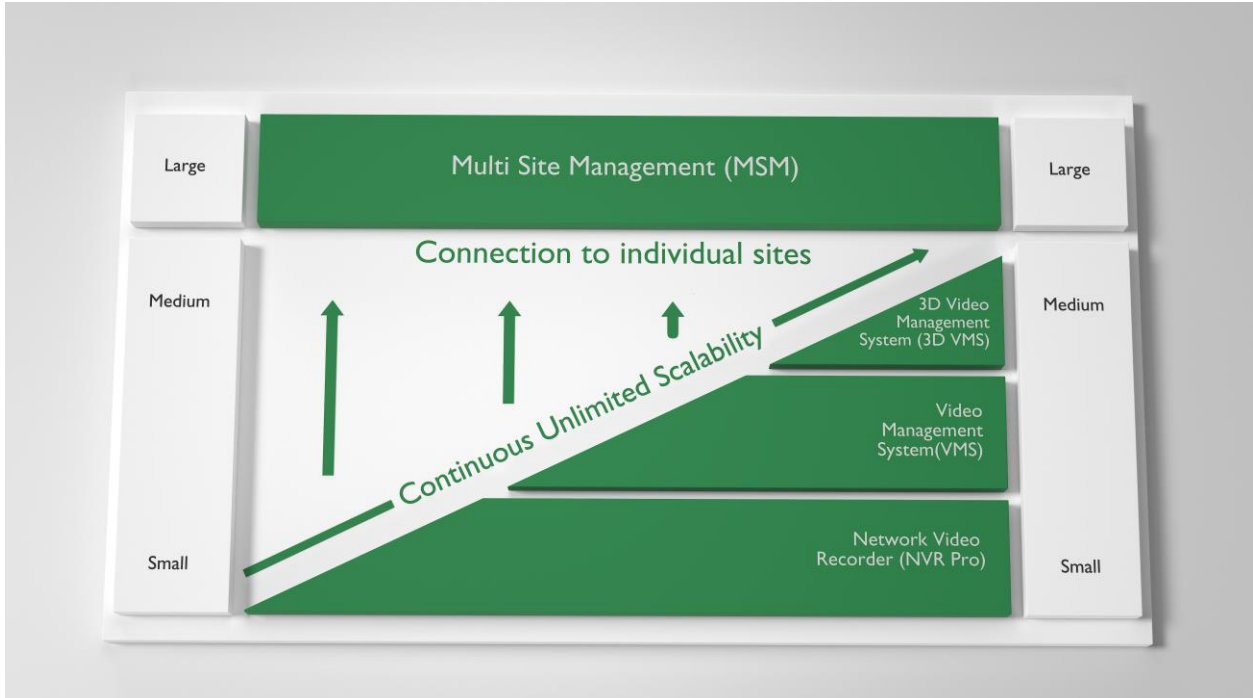 Large
Multi Site Management (MSM)
Large
Connection to individual sites
Medium
3D Video
Management
System (3D VMS)
Medium
Continuous Unlimited Scalability
Video
Management
System(VMS)
Small
Network Video
Recorder (NVR Pro)
Small